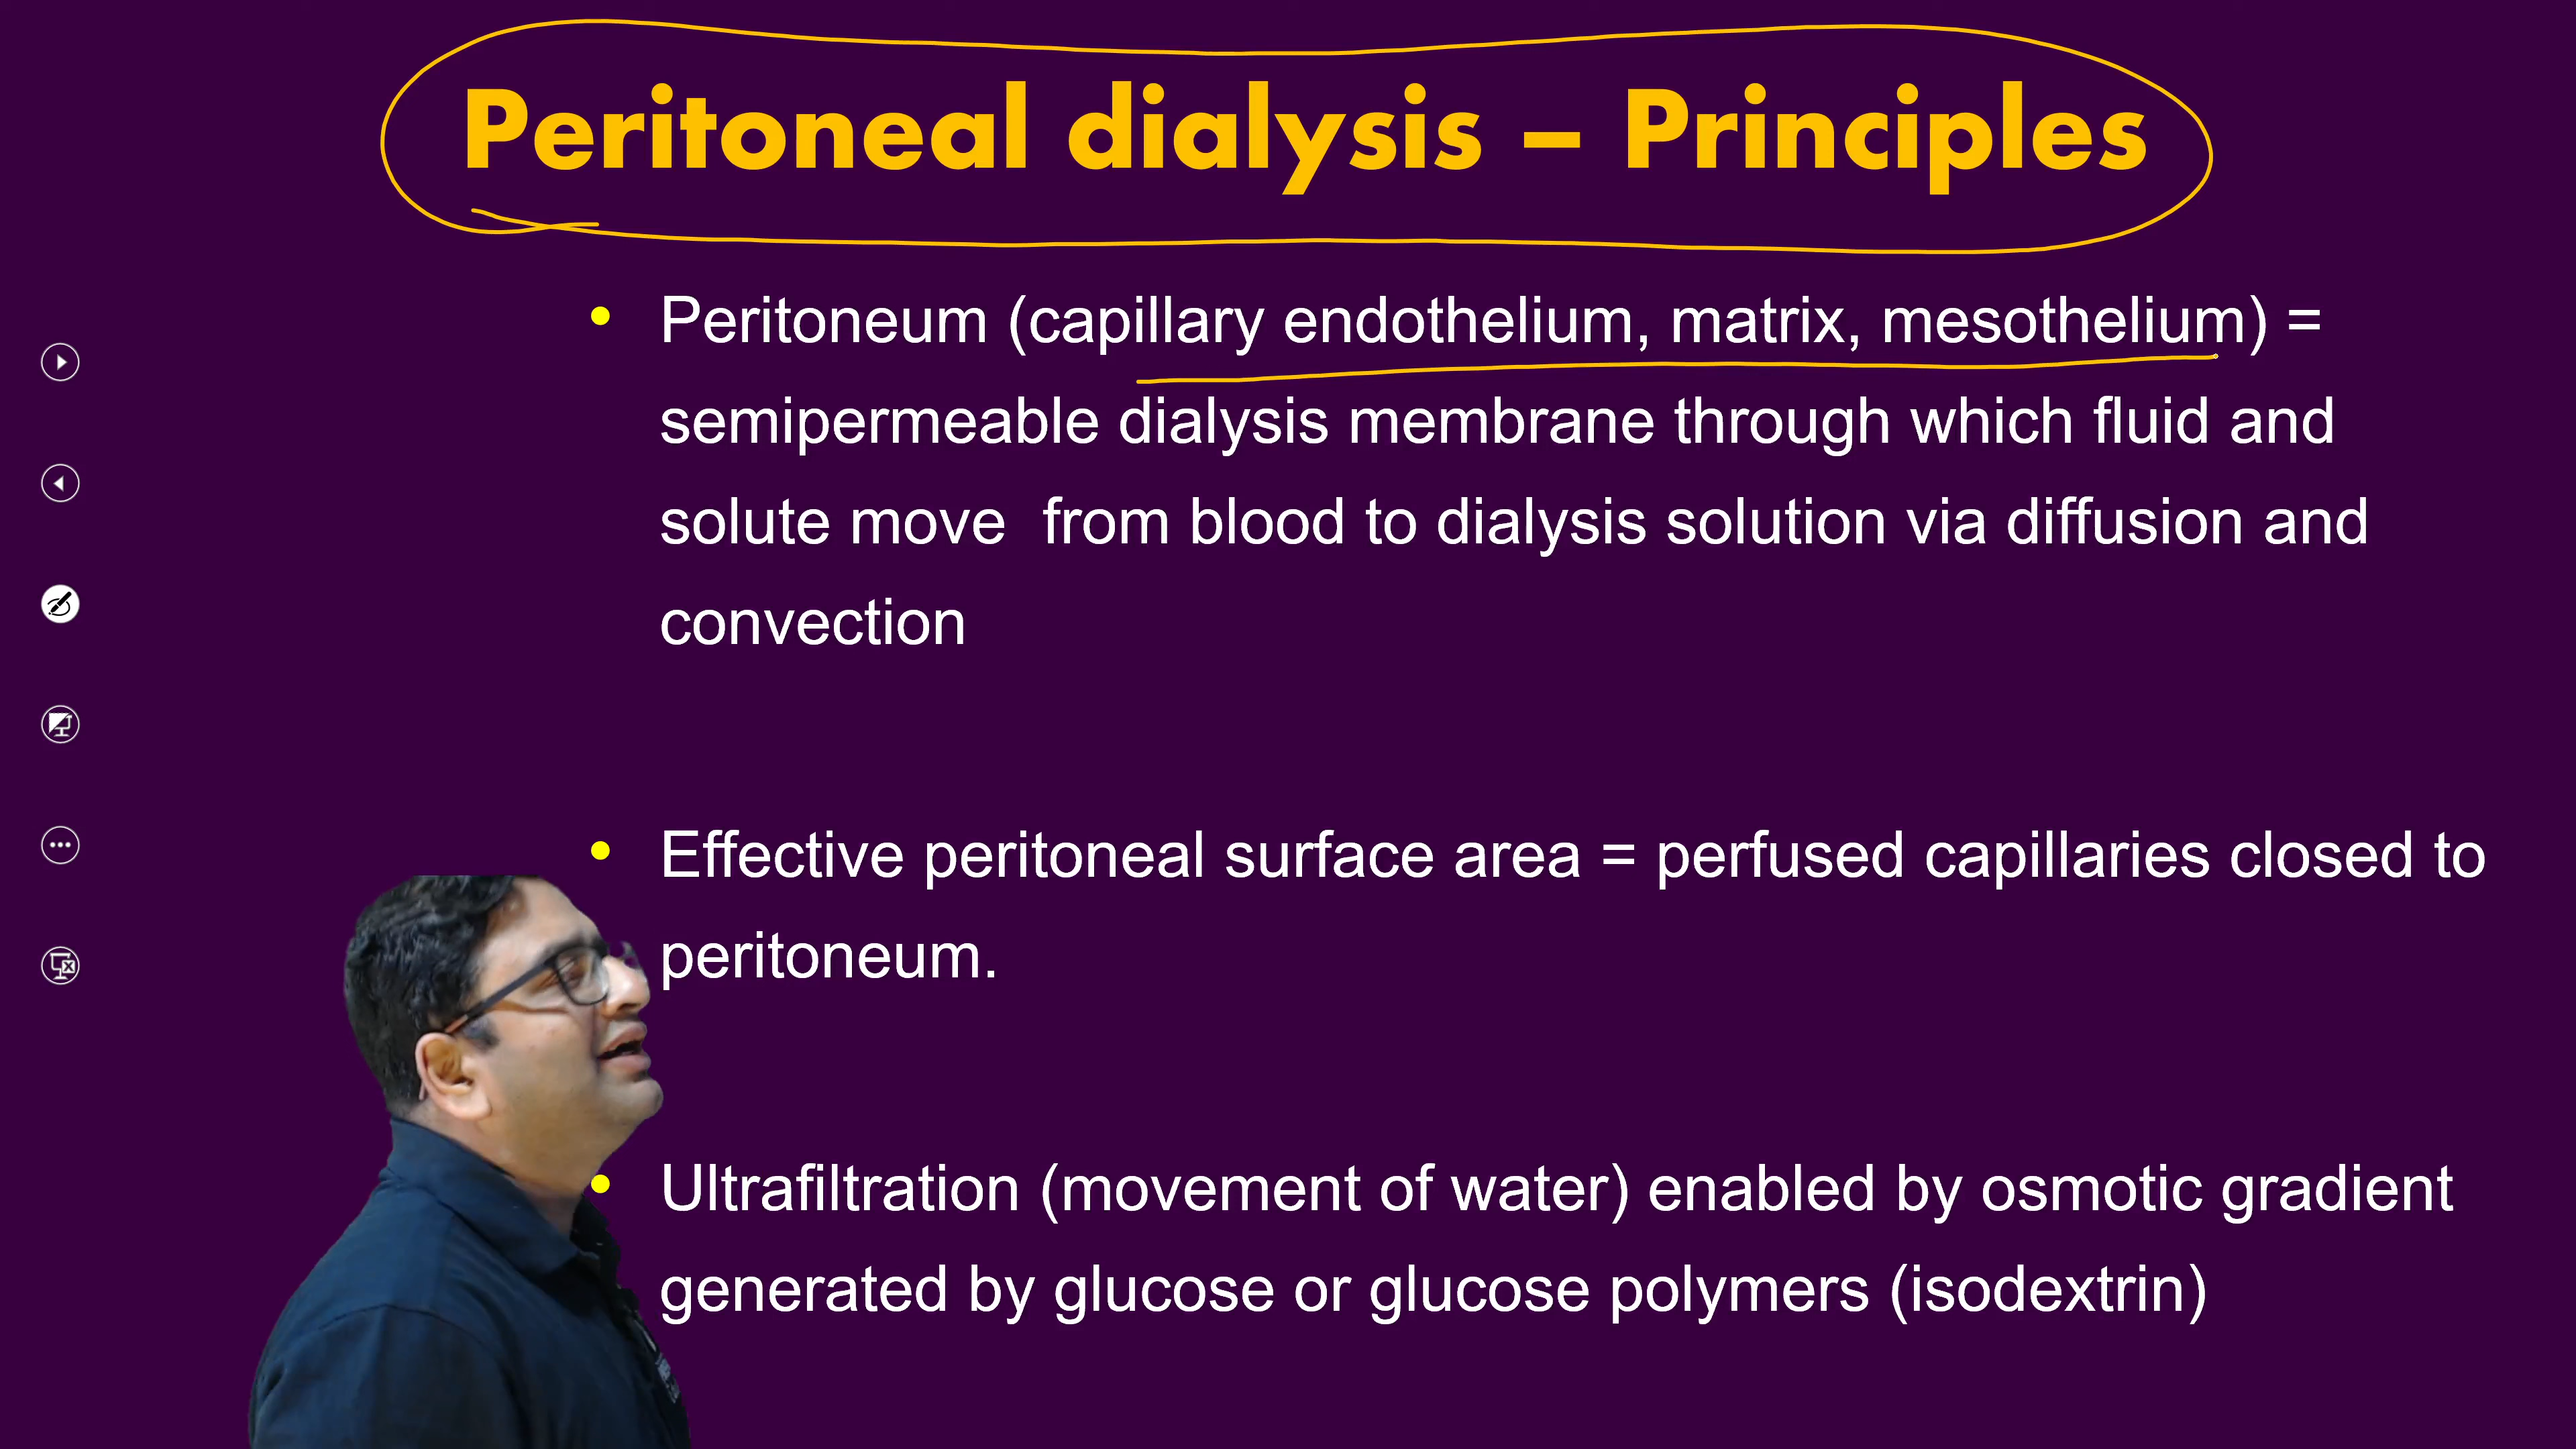 Peritoneal dialysis – Principles
• Peritoneum (capillary endothelium, matrix, mesothelium) =
semipermeable dialysis membrane through which fluid and
solute move from blood to dialysis solution via diffusion and
convection
• Effective peritoneal surface area = perfused capillaries closed to
peritoneum.
• Ultrafiltration (movement of water) enabled by osmotic gradient
generated by glucose or glucose polymers (isodextrin)